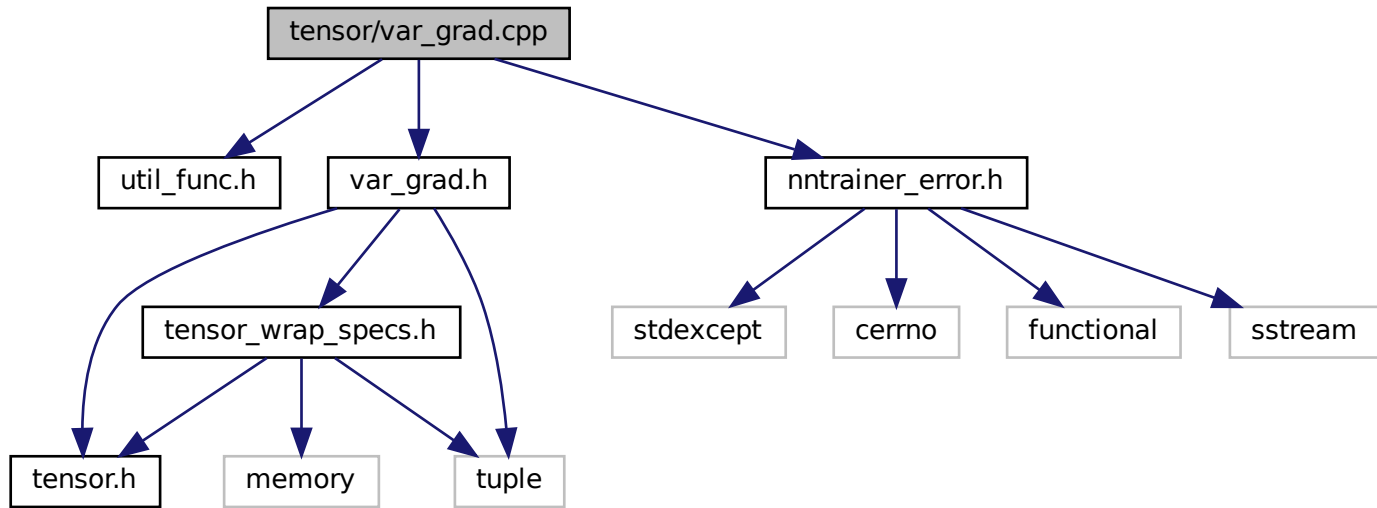 tensor/var_grad.cpp
util_func.h
var_grad.h
nntrainer_error.h
tensor_wrap_specs.h
stdexcept
cerrno
functional
sstream
tensor.h
memory
tuple